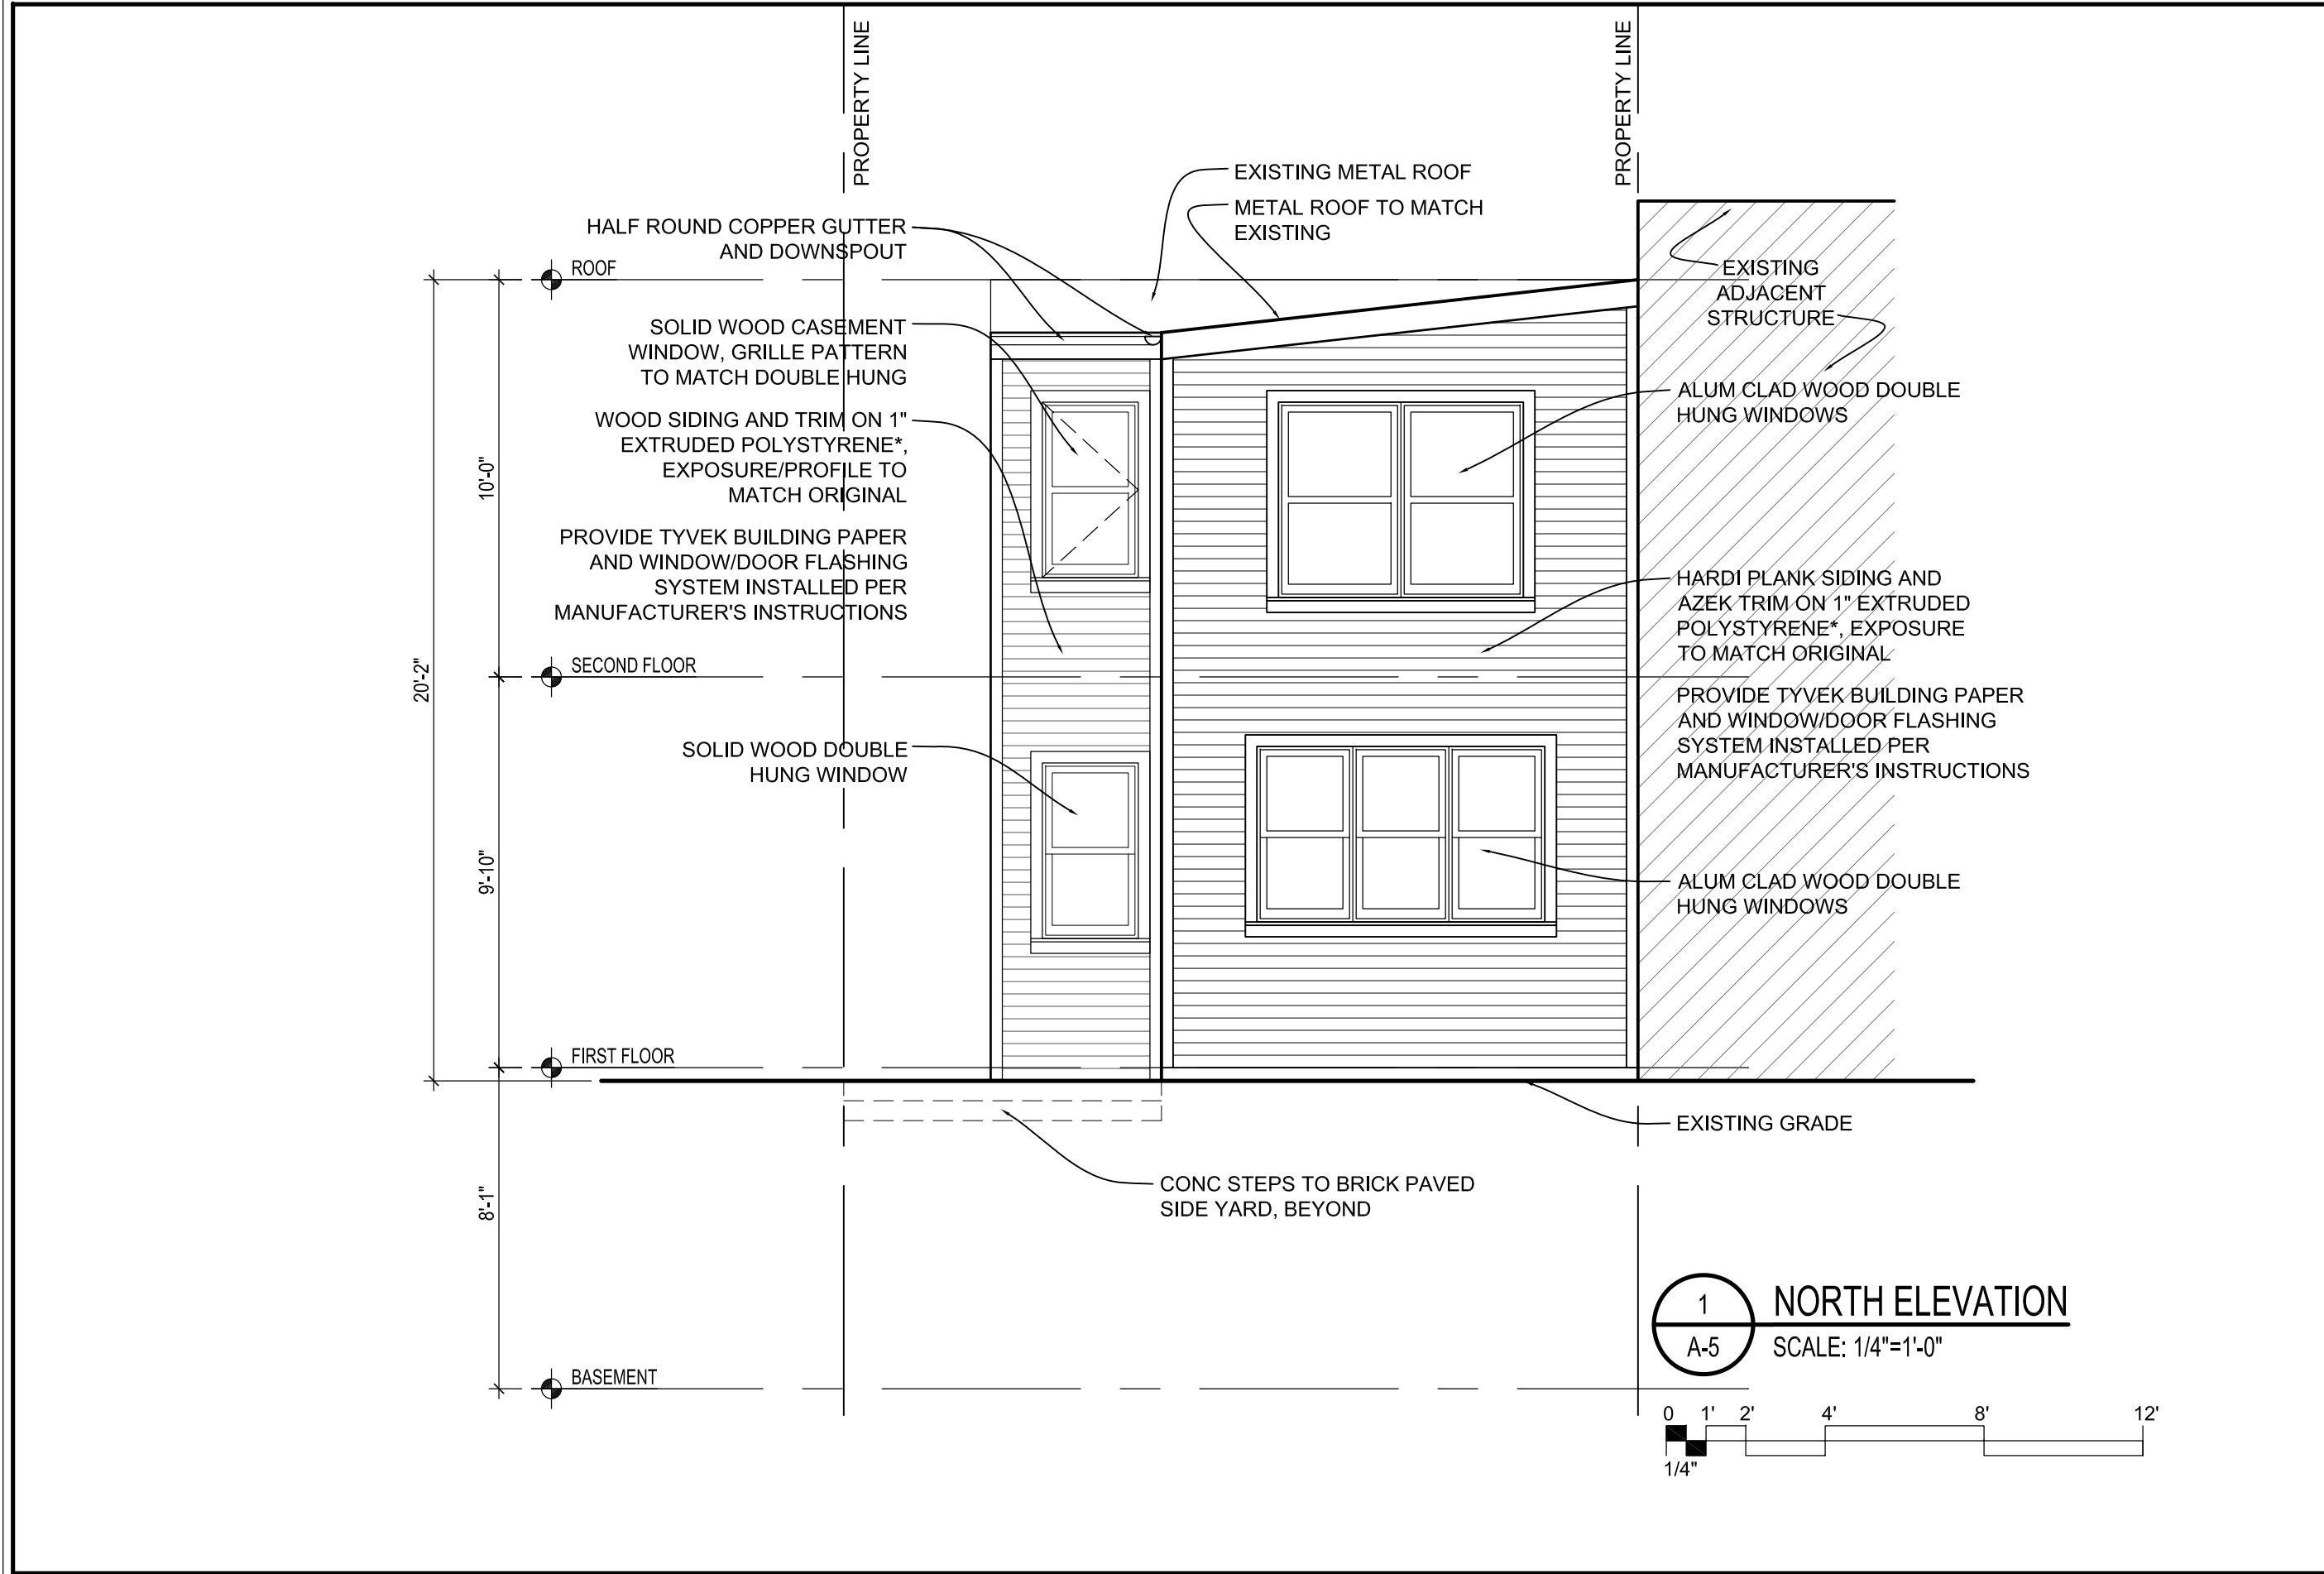 PROPERTY LINE
PROPERTY LINE
EXISTING METAL ROOF
METAL ROOF TO MATCH
EXISTING
HALF ROUND COPPER GUTTER
AND DOWNSPOUT
ROOF
EXISTING
ADJACENT
STRUCTURE
SOLID WOOD CASEMENT
WINDOW, GRILLE PATTERN
TO MATCH DOUBLE HUNG
ALUM CLAD WOOD DOUBLE
HUNG WINDOWS
WOOD SIDING AND TRIM ON 1"
EXTRUDED POLYSTYRENE*,
EXPOSURE/PROFILE TO
MATCH ORIGINAL
10'-0"
PROVIDE TYVEK BUILDING PAPER
AND WINDOW/DOOR FLASHING
SYSTEM INSTALLED PER
MANUFACTURER'S INSTRUCTIONS
HARDI PLANK SIDING AND
AZEK TRIM ON 1" EXTRUDED
POLYSTYRENE*, EXPOSURE
TO MATCH ORIGINAL
20'-2"
SECOND FLOOR
PROVIDE TYVEK BUILDING PAPER
AND WINDOW/DOOR FLASHING
SYSTEM INSTALLED PER
MANUFACTURER'S INSTRUCTIONS
SOLID WOOD DOUBLE
HUNG WINDOW
9'-10"
ALUM CLAD WOOD DOUBLE
HUNG WINDOWS
FIRST FLOOR
EXISTING GRADE
8'-1"
CONC STEPS TO BRICK PAVED
SIDE YARD, BEYOND
BASEMENT
1
A-5
NORTH ELEVATION
SCALE: 1/4"=1'-0"
0 1' 2' 4' 8' 12'
1/4"